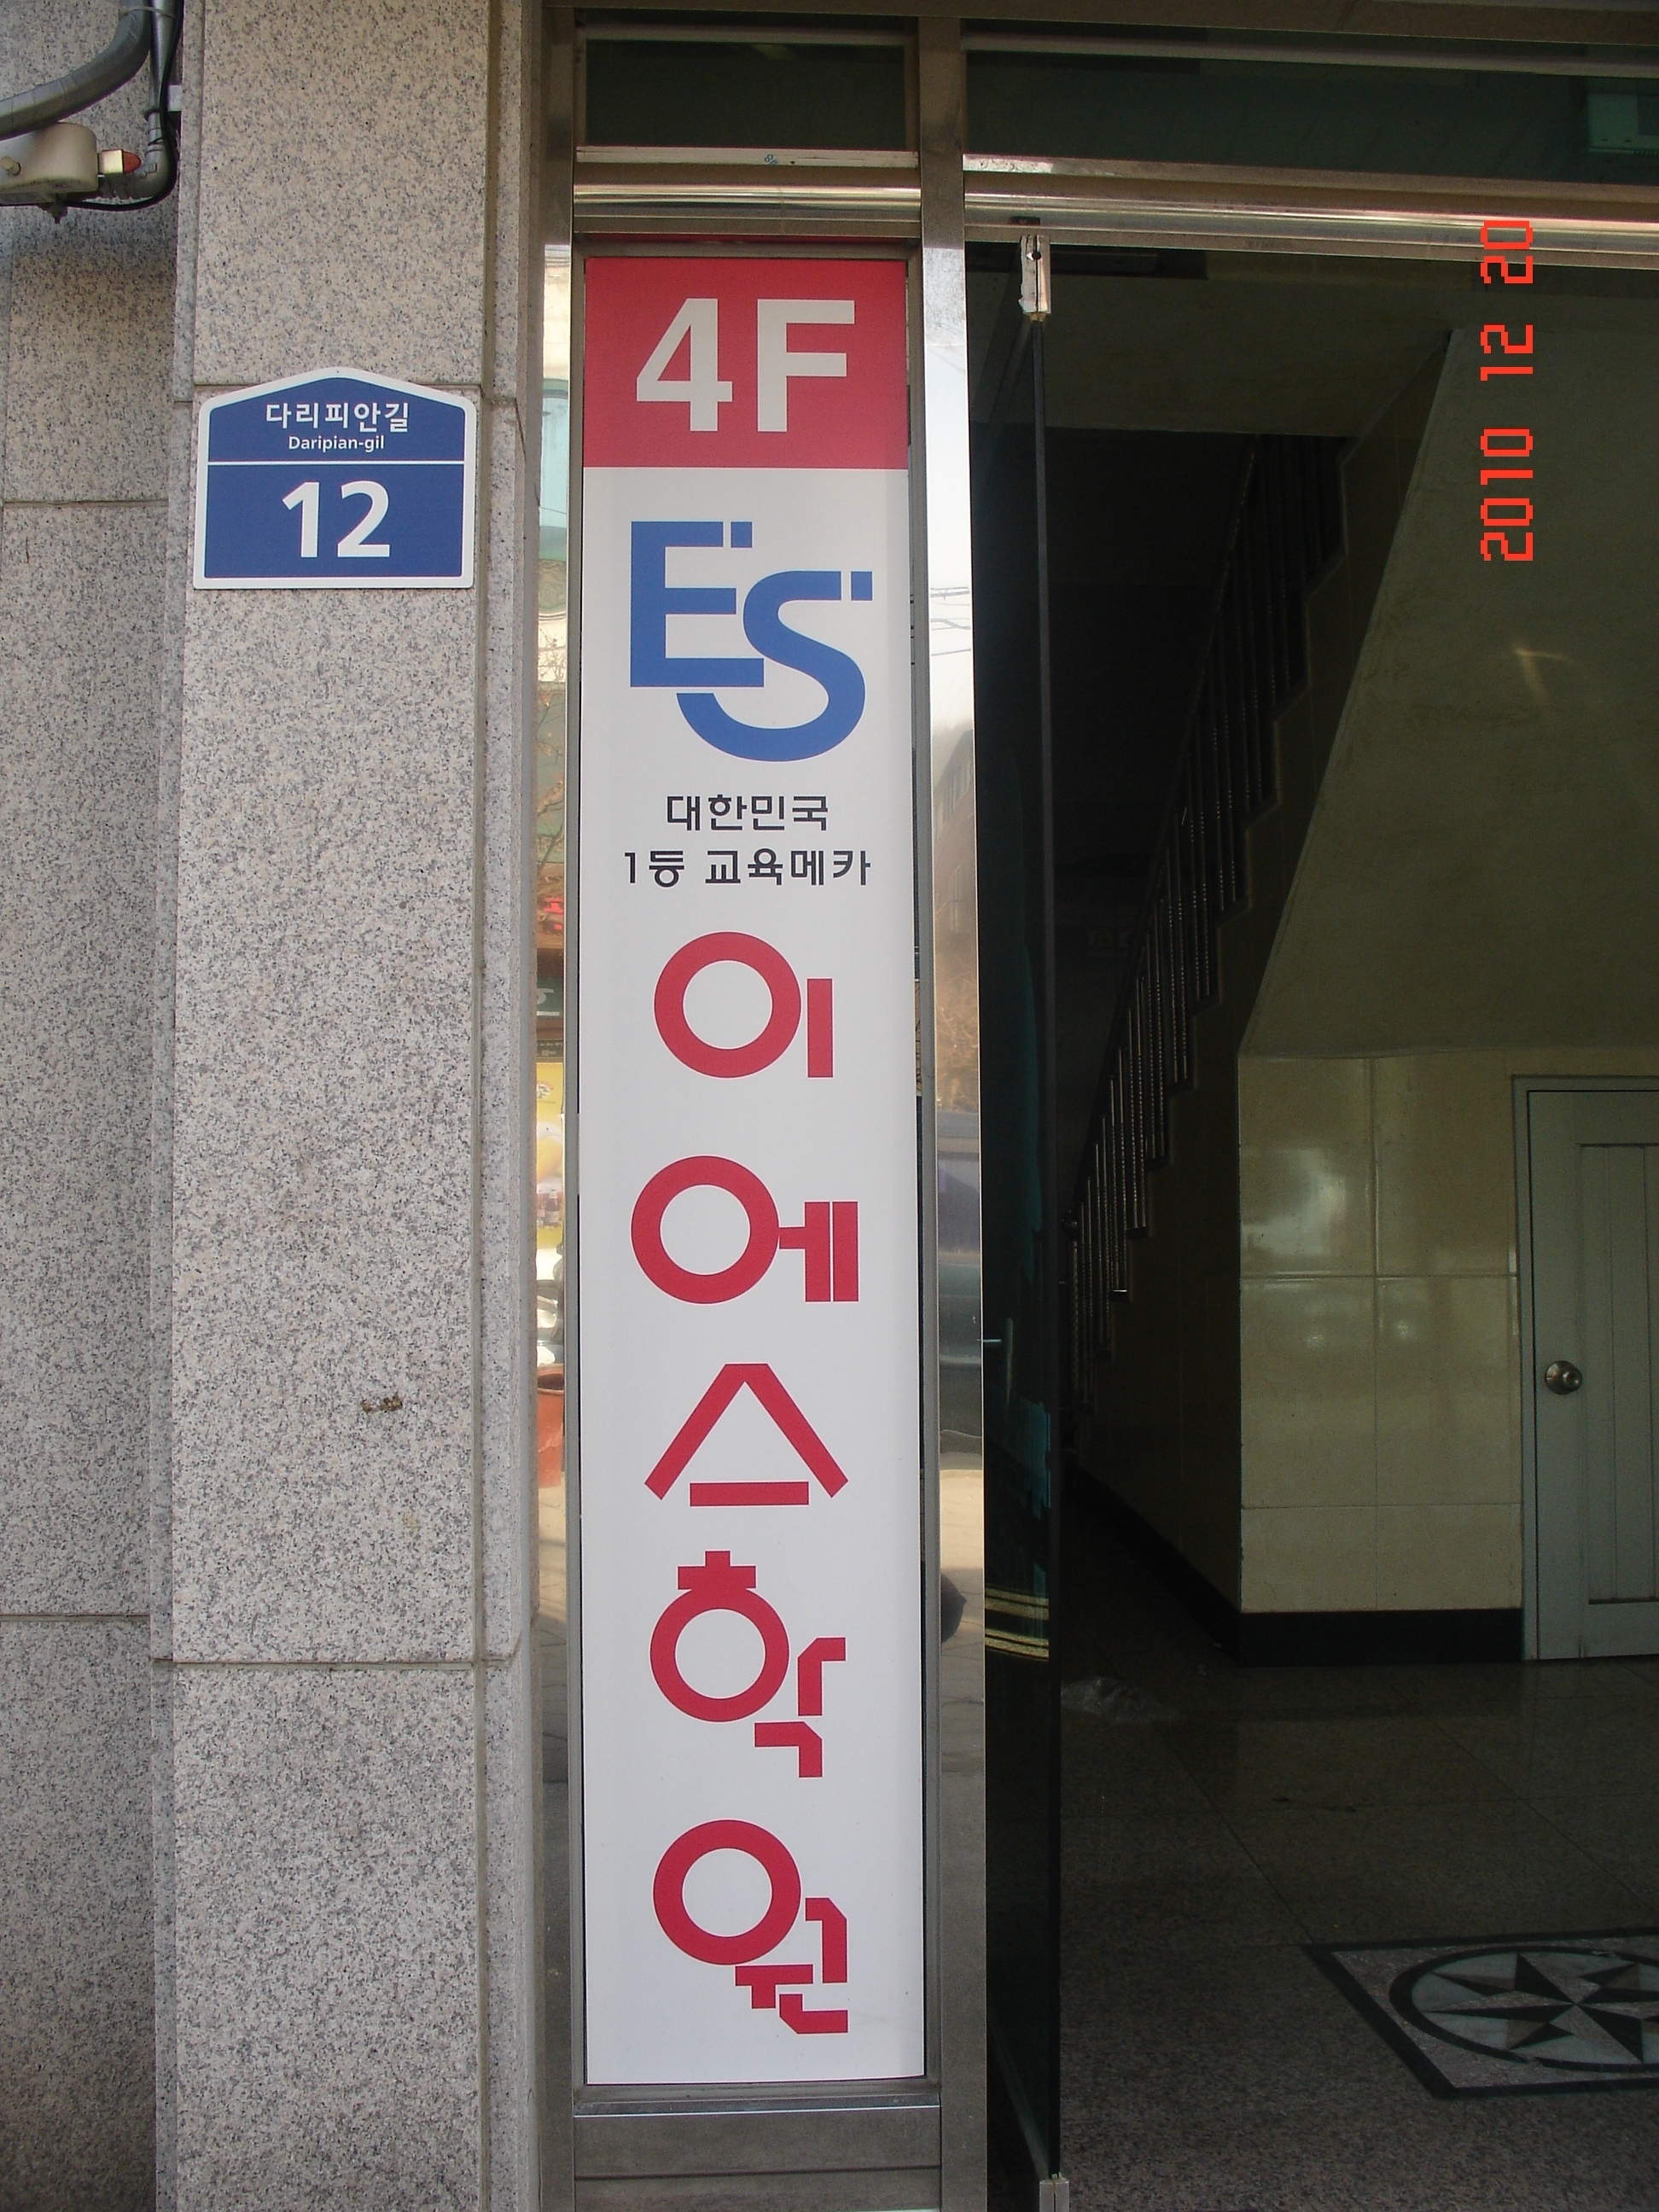 다리피안길
Daripian-gil
12
4F
ES
대한민국
1등 교육메카
이
에
스
학
원
2010 12 20